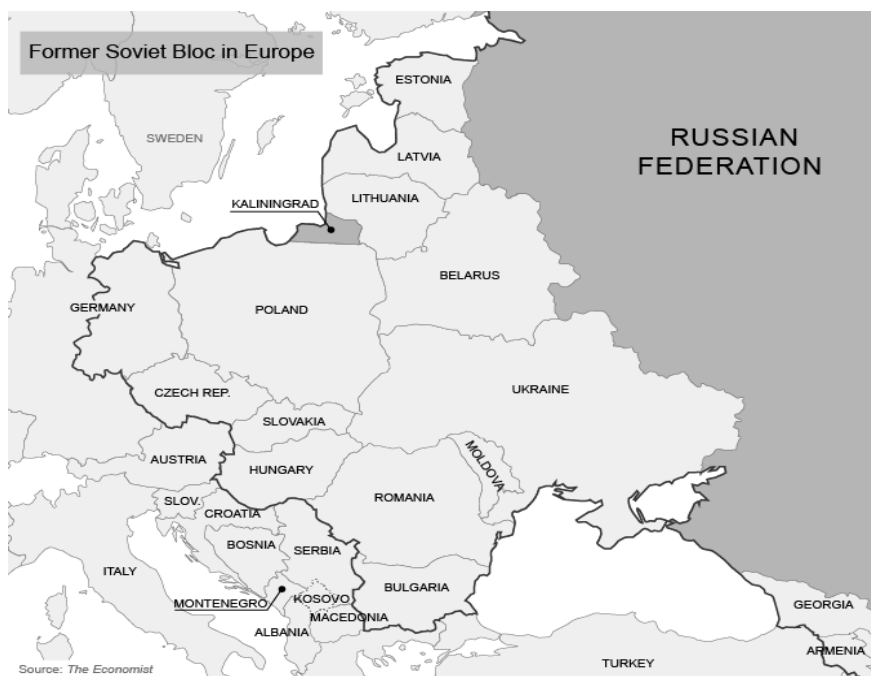 Former Soviet Bloc in Europe
ESTONIA
RUSSIAN
FEDERATION
SWEDEN
LATVIA
LITHUANIA
KALININGRAD
BELARUS
GERMANY
POLAND
UKRAINE
CZECH REP.
SLOVAKIA
MOLDOVA
AUSTRIA
HUNGARY
ROMANIA
SLOV.
CROATIA
BOSNIA
SERBIA
ITALY
BULGARIA
KOSOVO
MONTENEGRO
GEORGIA
MACEDONIA
ALBANIA
ARMENIA
TURKEY
Source: The Economist